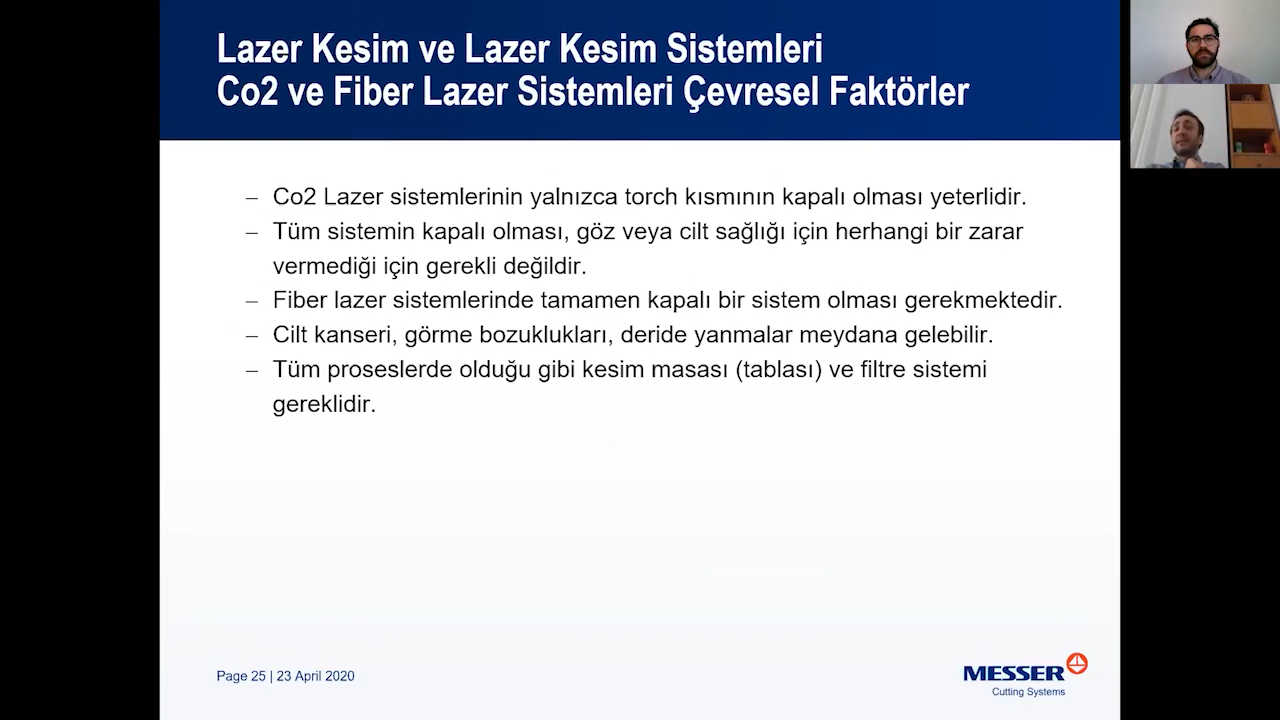 Lazer Kesim ve Lazer Kesim Sistemleri
Co2 ve Fiber Lazer Sistemleri Çevresel Faktörler
– Co2 Lazer sistemlerinin yalnızca torch kısmının kapalı olması yeterlidir.
– Tüm sistemin kapalı olması, göz veya cilt sağlığı için herhangi bir zarar
vermediği için gerekli değildir.
– Fiber lazer sistemlerinde tamamen kapalı bir sistem olması gerekmektedir.
– Cilt kanseri, görme bozuklukları, deride yanmalar meydana gelebilir.
– Tüm proseslerde olduğu gibi kesim masası (tablası) ve filtre sistemi
gereklidir.
Page 25 | 23 April 2020
MESSER
Cutting Systems